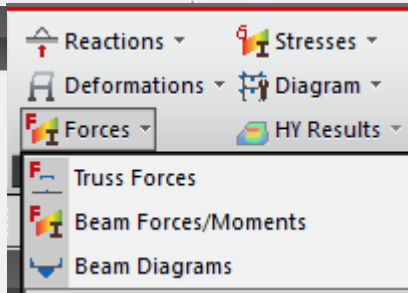 Reactions Stresses
Deformations Diagram
Forces HY Results
Truss Forces
Beam Forces/Moments
Beam Diagrams